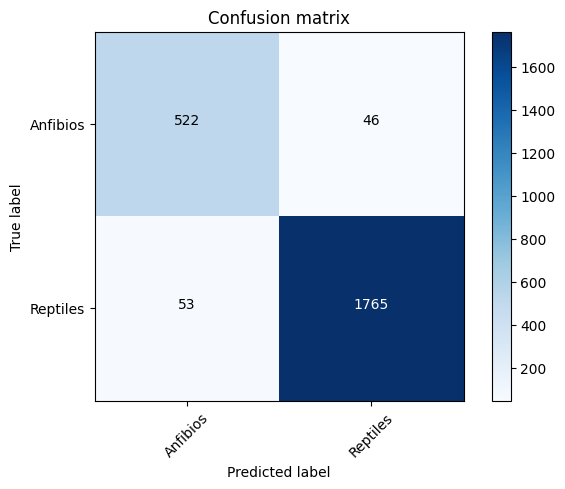 Confusion matrix
True label
Anfibios
522
46
Reptiles
53
1765
Anfibios
Reptiles
Predicted label
1600
1400
1200
1000
800
600
400
200